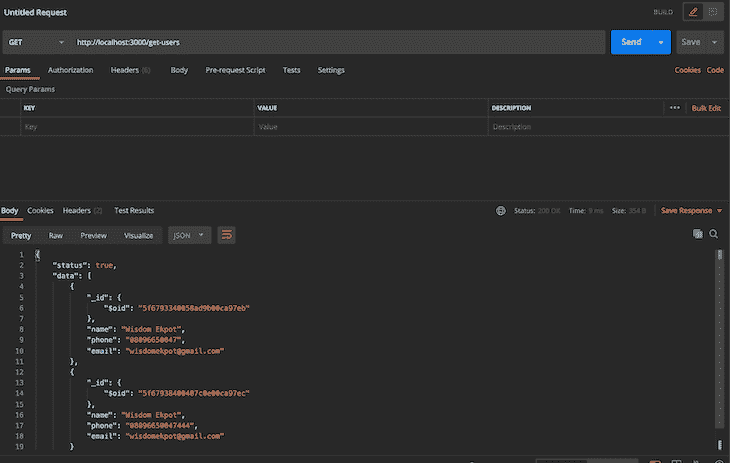 Untitled Request
BUILD
GET http://localhost:3000/get-users Send Save
Params Authorization Headers (6) Body Pre-request Script Tests Settings Cookies Code
Query Params
KEY VALUE DESCRIPTION ••• Bulk Edit
Key Value Description
Body Cookies Headers (2) Test Results Status: 200 OK Time: 9 ms Size: 354 B Save Response
Pretty Raw Preview Visualize JSON
1 {
2 "status": true,
3 "data": [
4 {
5 "_id": {
6 "$oid":
7 },
8 "name": "Wisdom Ekpot",
9 "phone": "08096650047",
10 "email": "wisdomekpot@gmail.com"
11 },
12 {
13 "_id": {
14 "$oid":
15 },
16 "name": "Wisdom Ekpot",
17 "phone": "08096650047444",
18 "email": "wisdomekpot@gmail.com"
19 }